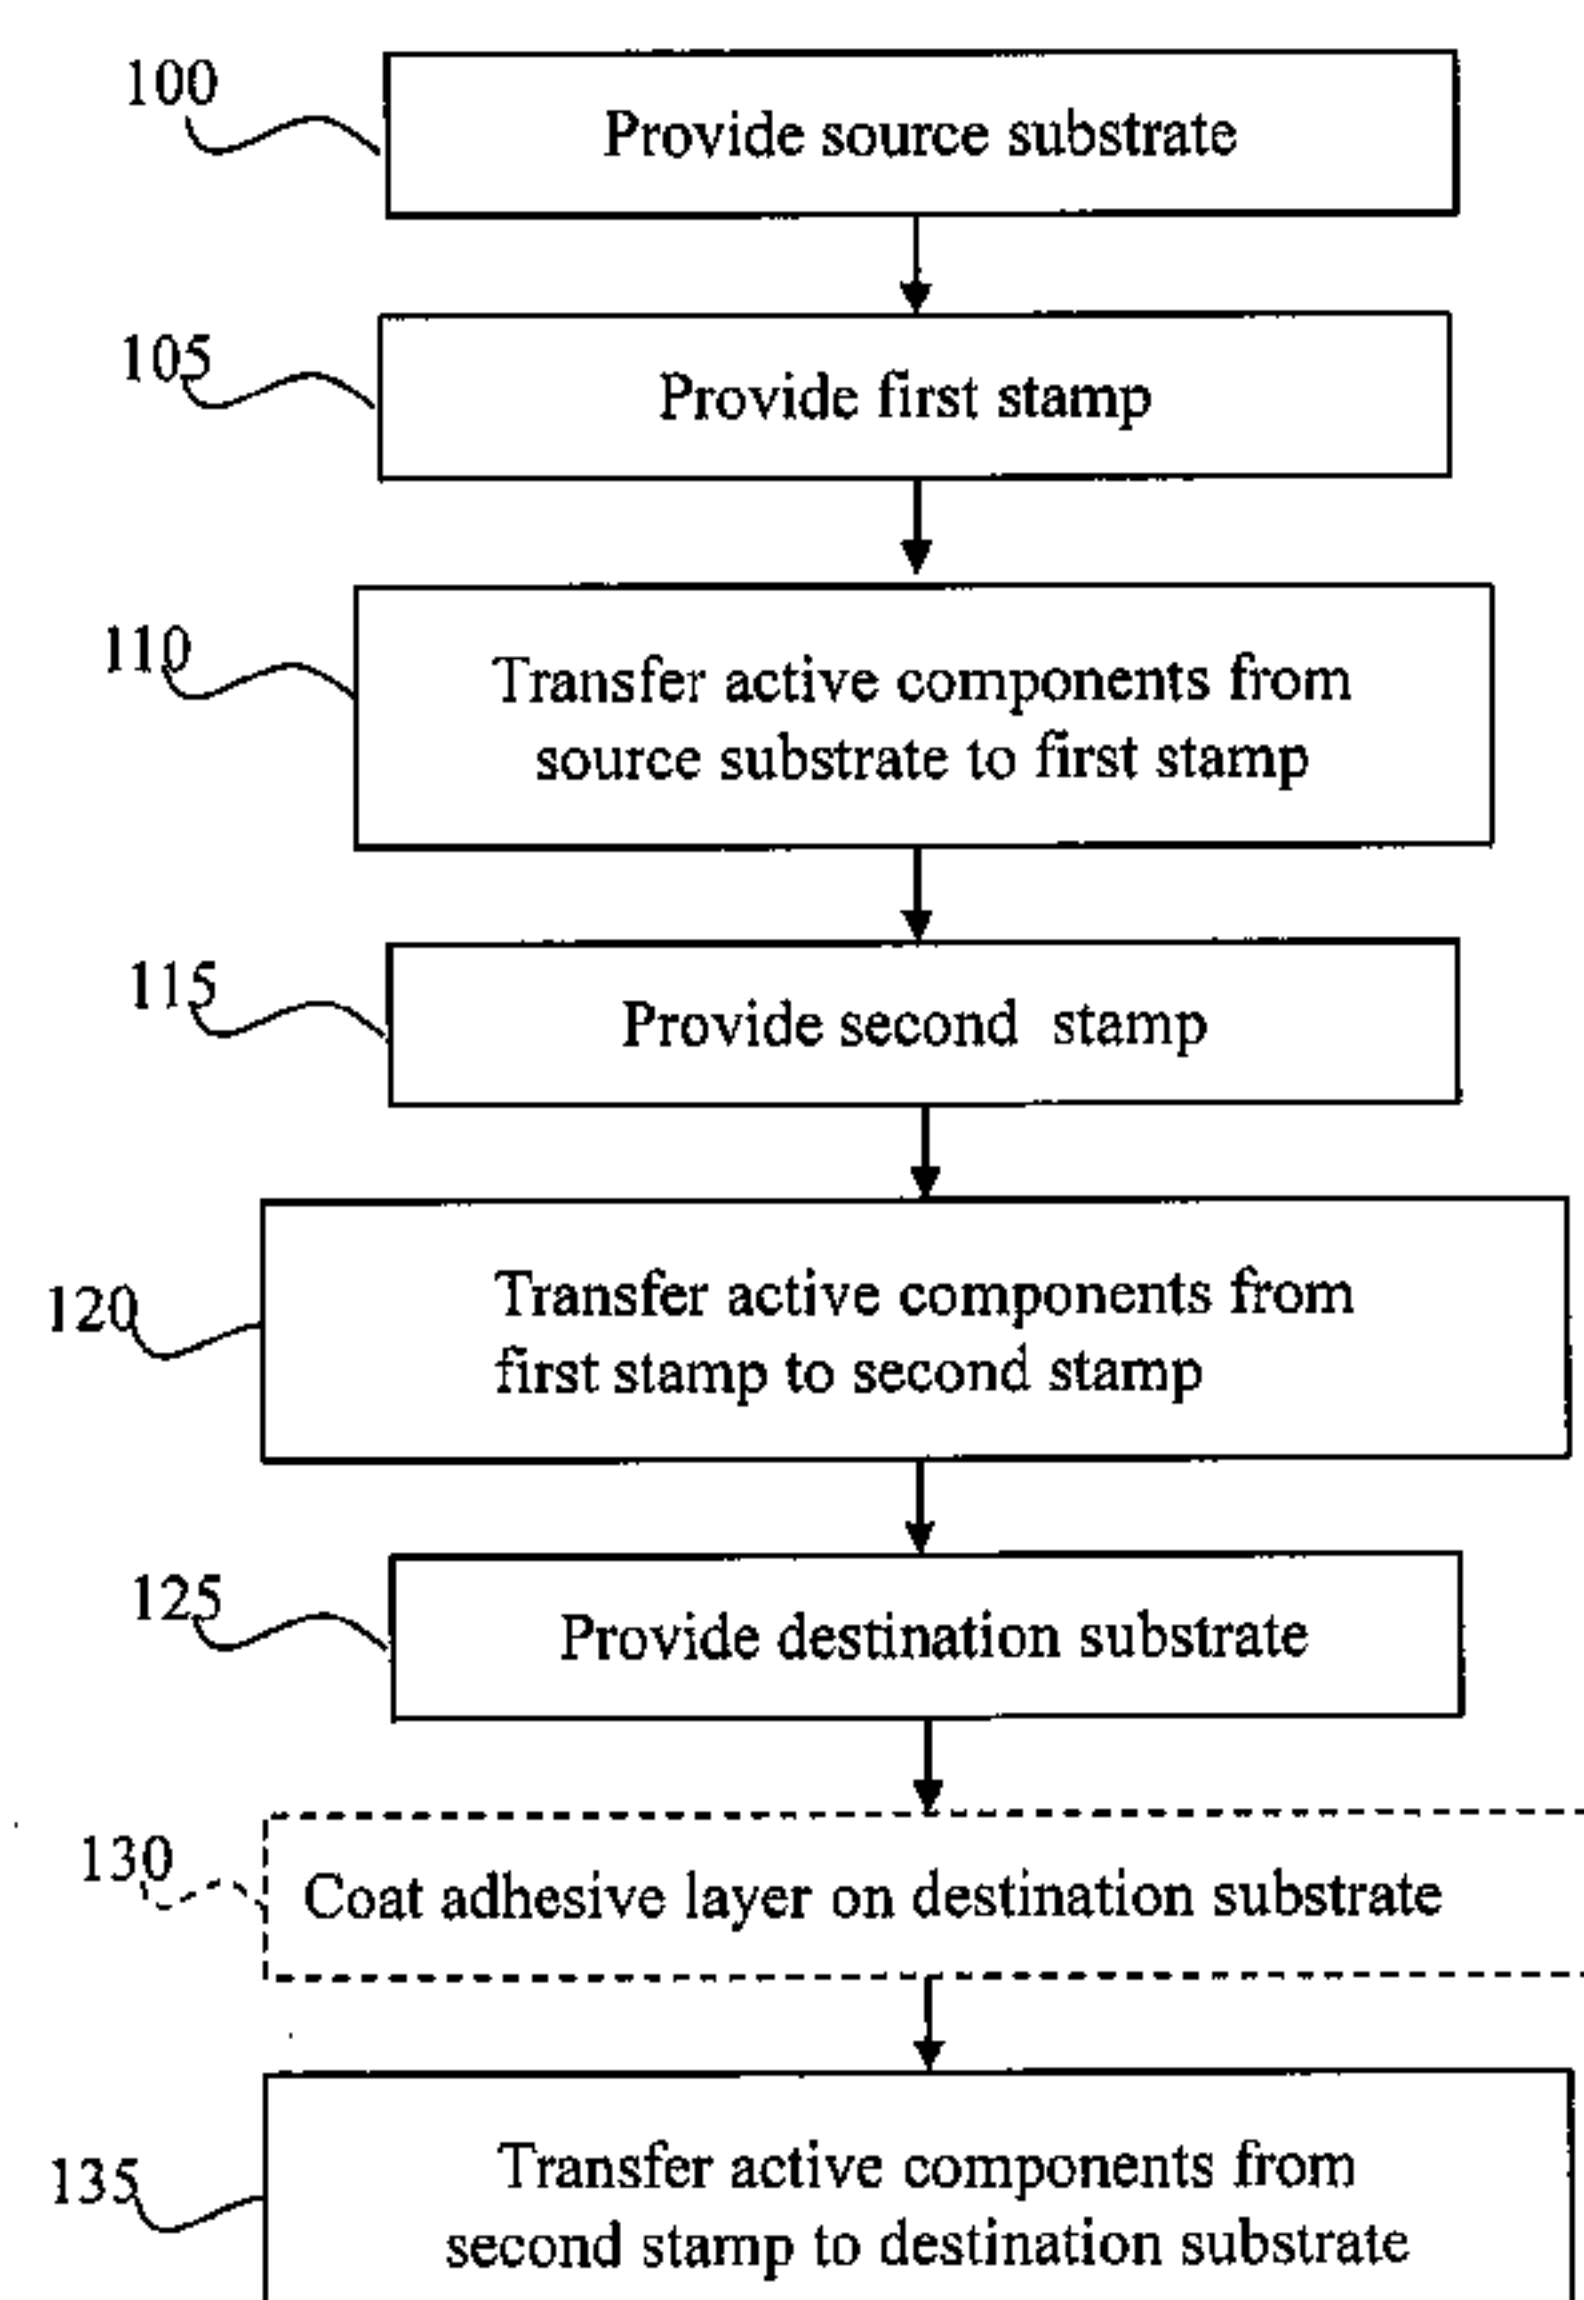 100
Provide source substrate
105
Provide first stamp
110
Transfer active components from
source substrate to first stamp
115
Provide second stamp
120
Transfer active components from
first stamp to second stamp
125
Provide destination substrate
130
Coat adhesive layer on destination substrate
135
Transfer active components from
second stamp to destination substrate